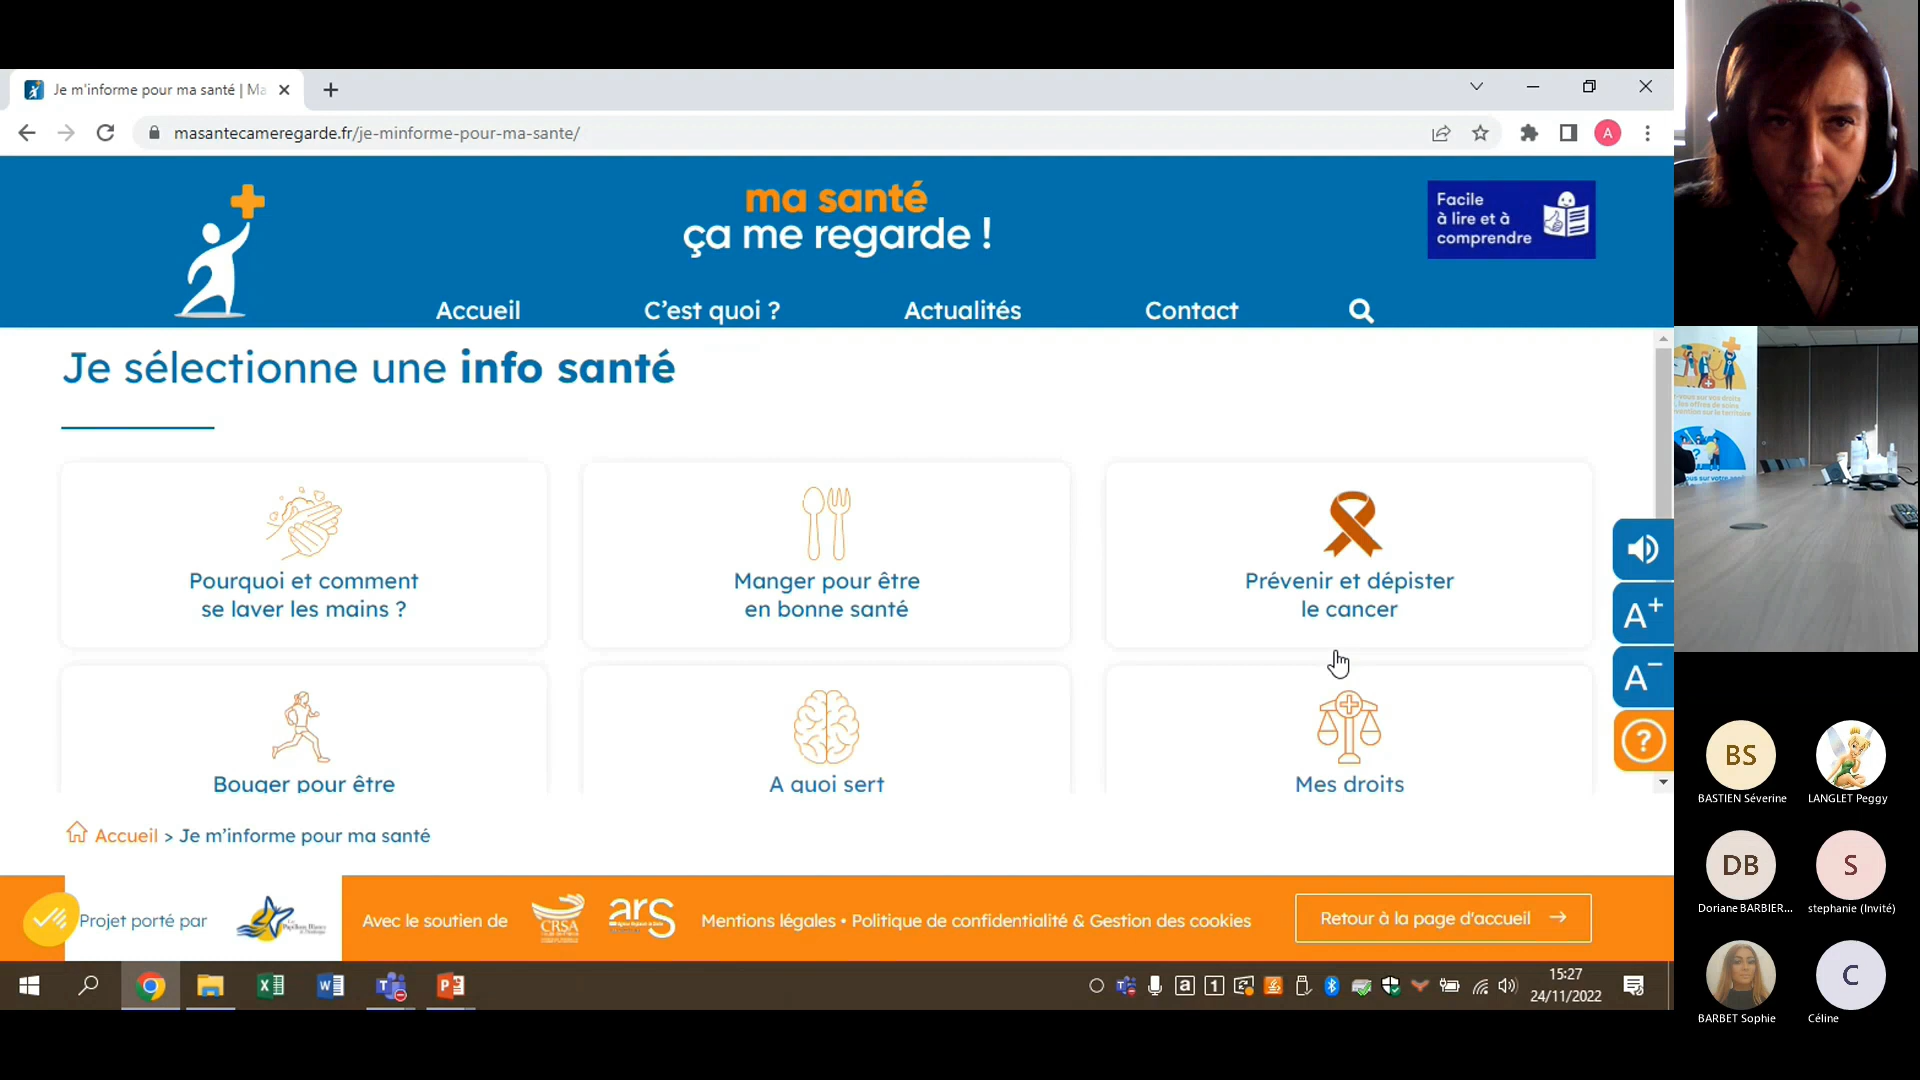 Je m'informe pour ma santé | Ma
masantecameregarde.fr/je-minforme-pour-ma-sante/
A
ma santé
ça me regarde !
Facile
à lire et à
comprendre
Accueil
C'est quoi ?
Actualités
Contact
Je sélectionne une info santé
Pourquoi et comment
se laver les mains ?
Manger pour être
en bonne santé
Prévenir et dépister
le cancer
A+
A-
?
Bouger pour être
A quoi sert
Mes droits
Accueil > Je m'informe pour ma santé
Projet porté par
Avec le soutien de
CRSA
ars
Mentions légales • Politique de confidentialité & Gestion des cookies
Retour à la page d'accueil
15:27
24/11/2022
BS
BASTIEN Séverine
LANGLET Peggy
DB
Doriane BARBIER...
S
stephanie (Invité)
BARBET Sophie
C
Céline